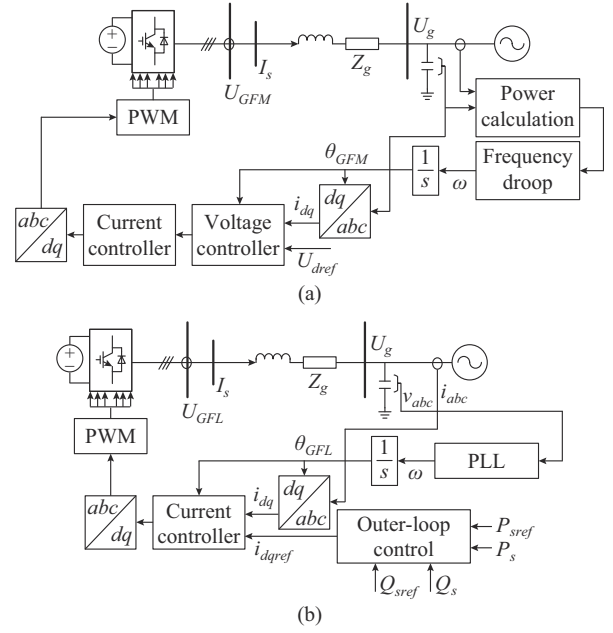 U_g
I_s
Z_g
U_GFM
PWM
Power
calculation
θ_GFM
1/s
ω
Frequency
droop
abc/dq
Current
controller
Voltage
controller
i_dq
dq/abc
U_dref
(a)
U_g
I_s
Z_g
v_abc
i_abc
U_GFL
PWM
θ_GFL
1/s
ω
PLL
abc/dq
Current
controller
i_dq
dq/abc
i_dqref
Outer-loop
control
P_sref
P_s
Q_sref
Q_s
(b)